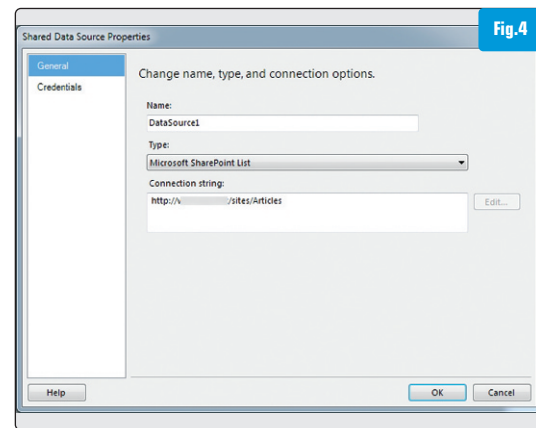 Fig.4
Shared Data Source Properties
General
Credentials
Change name, type, and connection options.
Name:
DataSource1
Type:
Microsoft SharePoint List
Connection string:
http:// /sites/Articles
Edit...
Help
OK
Cancel